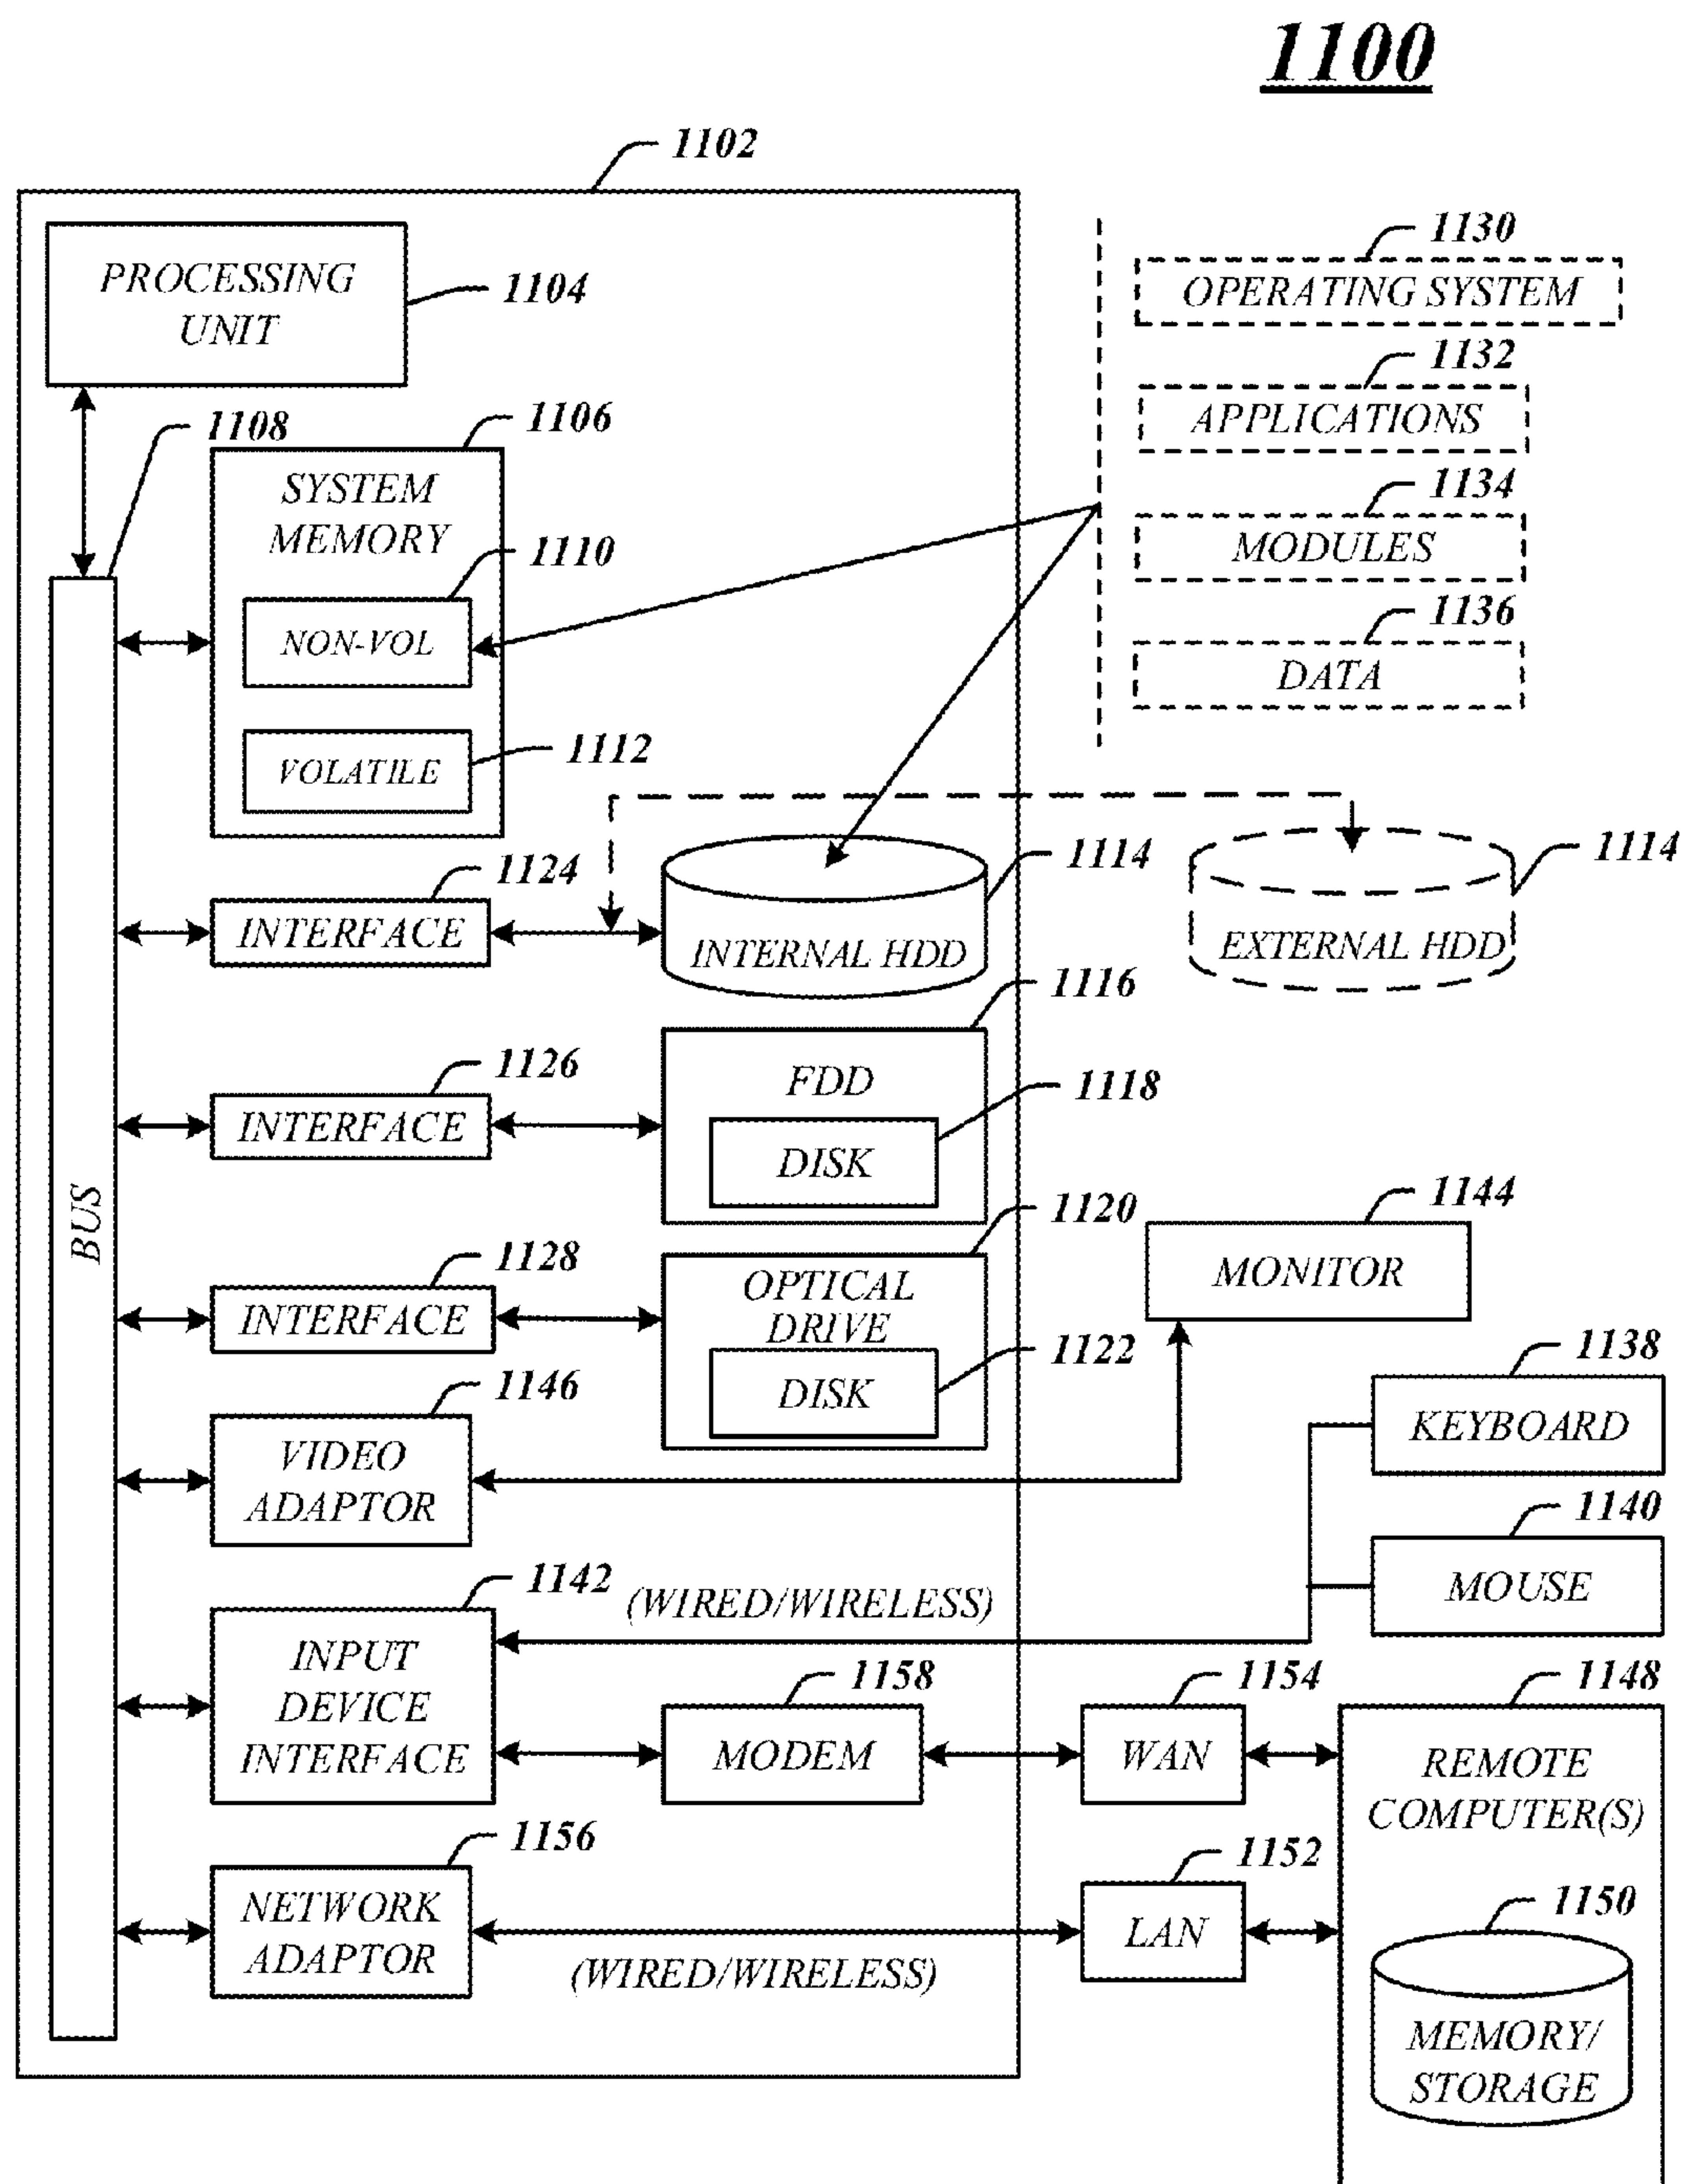 1100
1102
PROCESSING
UNIT
1104
1130
OPERATING SYSTEM
1132
APPLICATIONS
1134
MODULES
1136
DATA
1108
1106
SYSTEM
MEMORY
1110
NON-VOL
1112
VOLATILE
1124
INTERFACE
1114
INTERNAL HDD
1114
EXTERNAL HDD
1116
FDD
1126
INTERFACE
1118
DISK
BUS
1120
OPTICAL
DRIVE
1128
INTERFACE
1122
DISK
1144
MONITOR
1146
VIDEO
ADAPTOR
1138
KEYBOARD
1140
MOUSE
1142
(WIRED/WIRELESS)
INPUT
DEVICE
INTERFACE
1158
MODEM
1154
WAN
1148
REMOTE
COMPUTER(S)
1156
NETWORK
ADAPTOR
(WIRED/WIRELESS)
1152
LAN
1150
MEMORY/
STORAGE